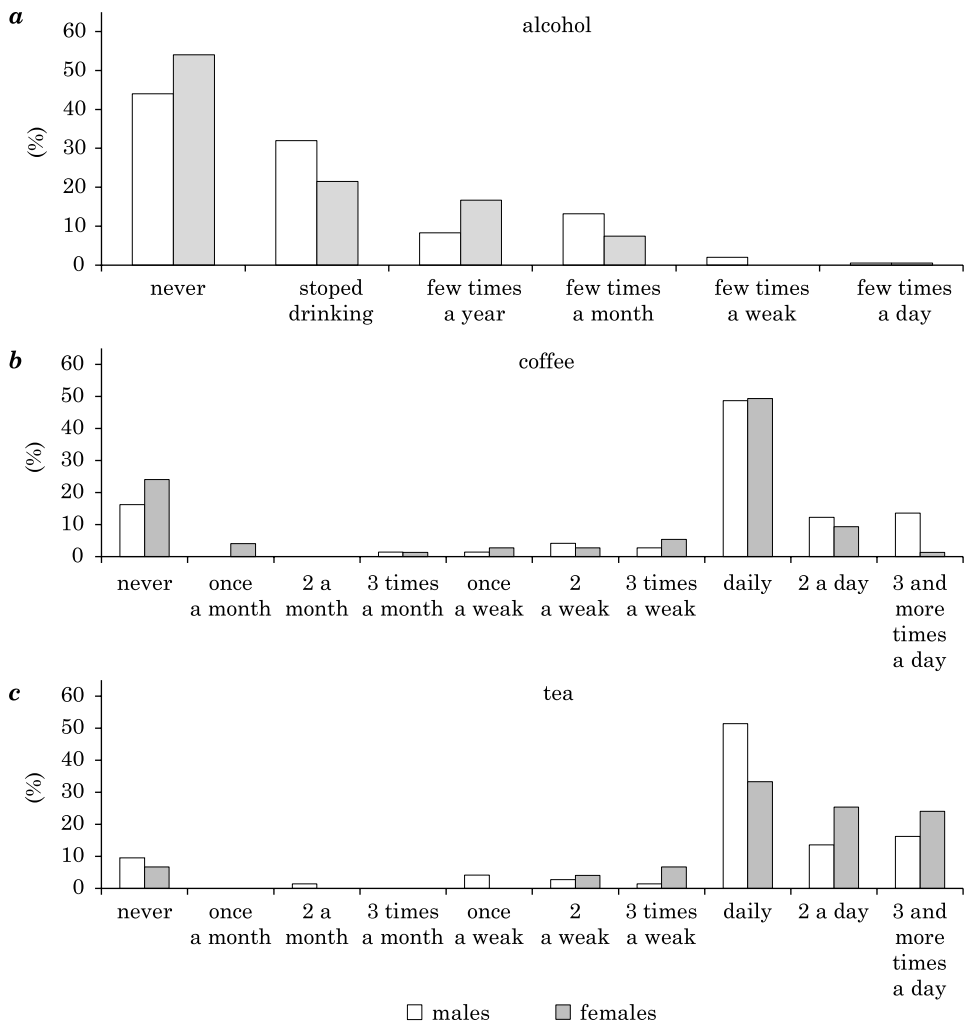 a
alcohol
(%)
60
50
40
30
20
10
0
never
stoped
drinking
few times
a year
few times
a month
few times
a weak
few times
a day
b
coffee
(%)
60
50
40
30
20
10
0
never
once
a month
2 a
month
3 times
a month
once
a weak
2
a weak
3 times
a weak
daily
2 a day
3 and
more
times
a day
c
tea
(%)
60
50
40
30
20
10
0
never
once
a month
2 a
month
3 times
a month
once
a weak
2
a weak
3 times
a weak
daily
2 a day
3 and
more
times
a day
males
females